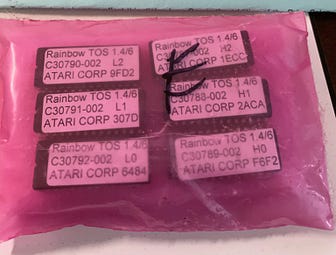 Rainbow TOS 1.4/6
C30790-002 L2
ATARI CORP 9FD2
Rainbow TOS 1.4/6
C30791-002 L1
ATARI CORP 307D
Rainbow TOS 1.4/6
C30792-002 L0
ATARI CORP 6484
Rainbow TOS 1.4/6
-002 H2
ATARI CORP 1ECC
Rainbow TOS 1.4/6
C30788-002 H1
ATARI CORP 2ACA
Rainbow TOS 1.4/6
C30789-002 H0
ATARI CORP F6F2